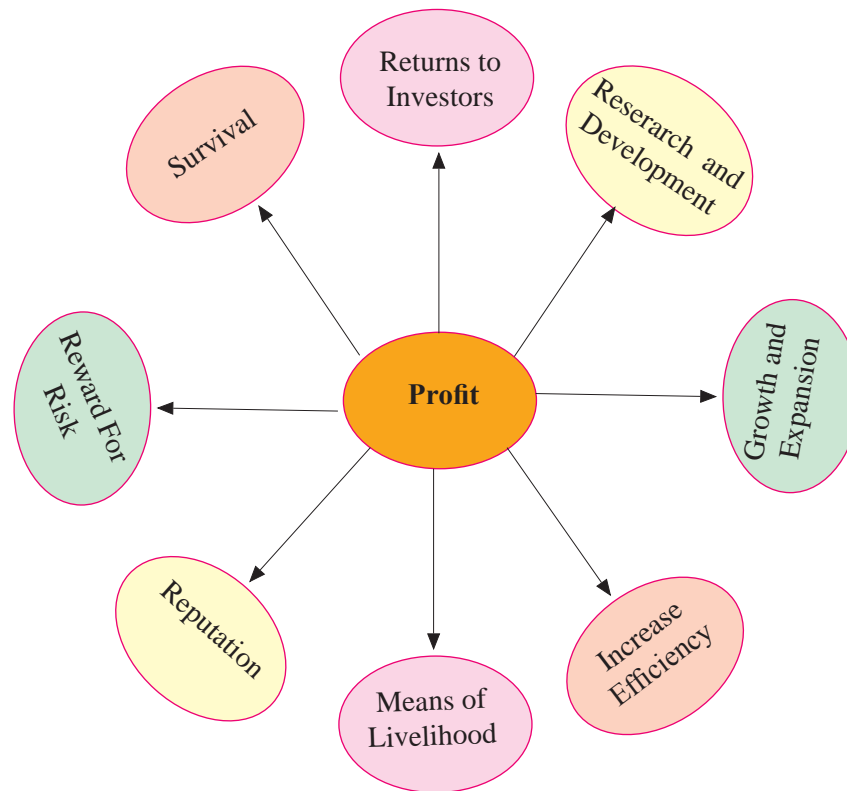 Returns to
Investors
Reserarch and
Development
Growth and
Expansion
Increase
Efficiency
Means of
Livelihood
Reputation
Reward For
Risk
Survival
Profit